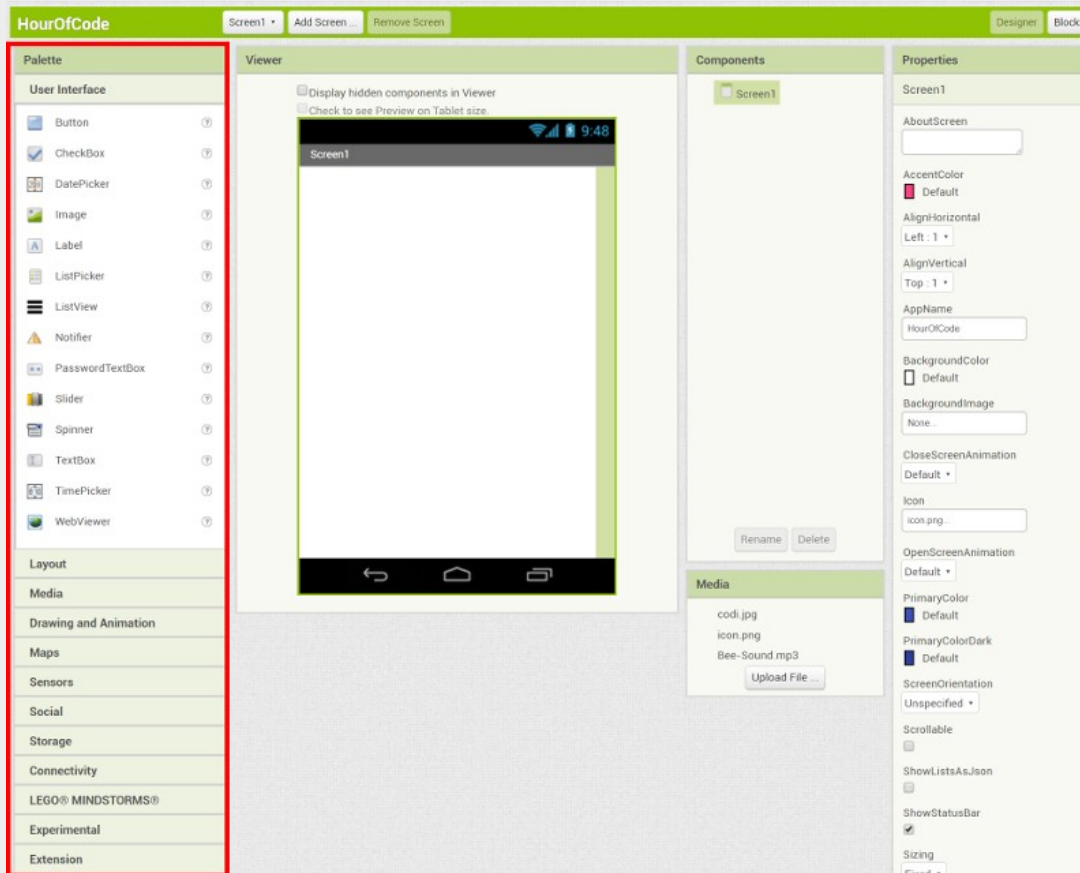 HourOfCode
Screen1
Add Screen ...
Remove Screen
Designer
Block
Palette
User Interface
Button
CheckBox
DatePicker
Image
Label
ListPicker
ListView
Notifier
PasswordTextBox
Slider
Spinner
TextBox
TimePicker
WebViewer
Layout
Media
Drawing and Animation
Maps
Sensors
Social
Storage
Connectivity
LEGO® MINDSTORMS®
Experimental
Extension
Viewer
Display hidden components in Viewer
Check to see Preview on Tablet size.
9:48
Screen1
Components
Screen1
Rename
Delete
Media
codi.jpg
icon.png
Bee-Sound.mp3
Upload File ...
Properties
Screen1
AboutScreen
AccentColor
Default
AlignHorizontal
Left : 1
AlignVertical
Top : 1
AppName
HourOfCode
BackgroundColor
Default
BackgroundImage
None...
CloseScreenAnimation
Default
Icon
icon.png...
OpenScreenAnimation
Default
PrimaryColor
Default
PrimaryColorDark
Default
ScreenOrientation
Unspecified
Scrollable
ShowListsAsJson
ShowStatusBar
Sizing
Fixed